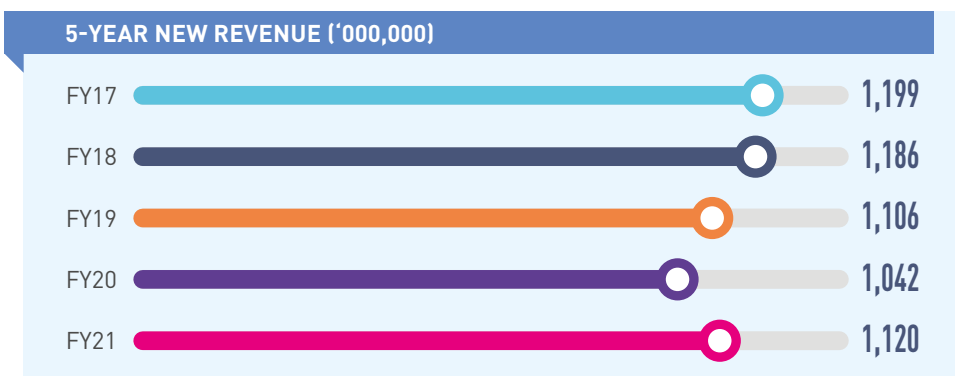 5-YEAR NEW REVENUE (‘000,000)
FY17 1,199
FY18 1,186
FY19 1,106
FY20 1,042
FY21 1,120